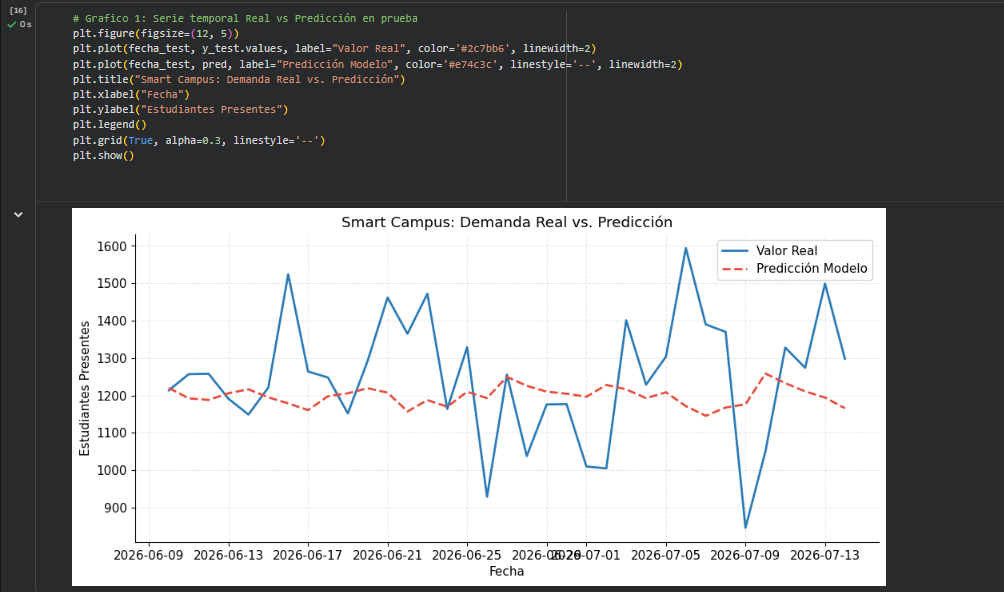 [16]
✓ 0 s
# Grafico 1: Serie temporal Real vs Predicción en prueba
plt.figure(figsize=(12, 5))
plt.plot(fecha_test, y_test.values, label="Valor Real", color='#2c7bb6', linewidth=2)
plt.plot(fecha_test, pred, label="Predicción Modelo", color='#e74c3c', linestyle='--', linewidth=2)
plt.title("Smart Campus: Demanda Real vs. Predicción")
plt.xlabel("Fecha")
plt.ylabel("Estudiantes Presentes")
plt.legend()
plt.grid(True, alpha=0.3, linestyle='--')
plt.show()
Smart Campus: Demanda Real vs. Predicción
Valor Real
Predicción Modelo
Estudiantes Presentes
1600
1500
1400
1300
1200
1100
1000
900
2026-06-09 2026-06-13 2026-06-17 2026-06-21 2026-06-25 2026-06-29 2026-07-01 2026-07-05 2026-07-09 2026-07-13
Fecha